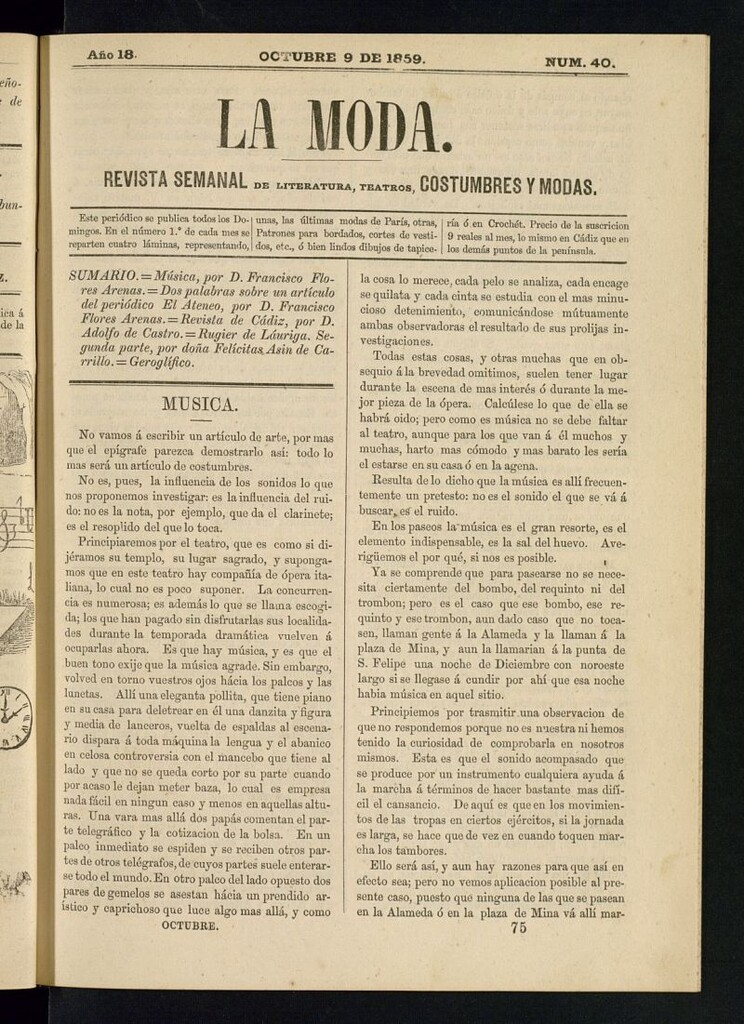 Año 18.
OCTUBRE 9 DE 1859.
NUM. 40.
LA MODA.
REVISTA SEMANAL DE LITERATURA, TEATROS, COSTUMBRES Y MODAS.
Este periódico se publica todos los Do-
mingos. En el número 1.° de cada mes se
reparten cuatro láminas, representando,
unas, las últimas modas de París, otras,
Patrones para bordados, cortes de vesti-
dos, etc., ó bien lindos dibujos de tapice-
ría ó en Crochét. Precio de la suscricion
9 reales al mes, lo mismo en Cádiz que en
los demás puntos de la península.
SUMARIO.=Música, por D. Francisco Flo-
res Arenas.=Dos palabras sobre un artículo
del periódico El Ateneo, por D. Francisco
Flores Arenas.=Revista de Cádiz, por D.
Adolfo de Castro.=Rugier de Láuriga. Se-
gunda parte, por doña Felícitas Asin de Ca-
rrillo.=Geroglífico.
MUSICA.
No vamos á escribir un artículo de arte, por mas
que el epígrafe parezca demostrarlo así: todo lo
mas será un artículo de costumbres.
No es, pues, la influencia de los sonidos lo que
nos proponemos investigar: es la influencia del rui-
do: no es la nota, por ejemplo, que da el clarinete;
es el resoplido del que lo toca.
Principiaremos por el teatro, que es como si di-
jéramos su templo, su lugar sagrado, y suponga-
mos que en este teatro hay compañía de ópera ita-
liana, lo cual no es poco suponer. La concurren-
cia es numerosa; es además lo que se llama escogi-
da; los que han pagado sin disfrutarlas sus localida-
des durante la temporada dramática vuelven á
ocuparlas ahora. Es que hay música, y es que el
buen tono exije que la música agrade. Sin embargo,
volved en torno vuestros ojos hácia los palcos y las
lunetas. Allí una eleganta pollita, que tiene piano
en su casa para deletrear en él una danzita y figura
y media de lanceros, vuelta de espaldas al escena-
rio dispara á toda máquina la lengua y el abanico
en celosa controversia con el mancebo que tiene al
lado y que no se queda corto por su parte cuando
por acaso le dejan meter baza, lo cual es empresa
nada fácil en ningun caso y menos en aquellas altu-
ras. Una vara mas allá dos papás comentan el par-
te telegráfico y la cotizacion de la bolsa. En un
palco inmediato se espiden y se reciben otros par-
tes de otros telégrafos, de cuyos partes suele enterar-
se todo el mundo. En otro palco del lado opuesto dos
pares de gemelos se asestan hácia un prendido ar-
tístico y caprichoso que luce algo mas allá, y como
OCTUBRE.
la cosa lo merece, cada pelo se analiza, cada encage
se quilata y cada cinta se estudia con el mas minu-
cioso detenimiento, comunicándose mútuamente
ambas observadoras el resultado de sus prolijas in-
vestigaciones.
Todas estas cosas, y otras muchas que en ob-
sequio á la brevedad omitimos, suelen tener lugar
durante la escena de mas interés ó durante la me-
jor pieza de la ópera. Calcúlese lo que de ella se
habrá oido; pero como es música no se debe faltar
al teatro, aunque para los que van á él muchos y
muchas, harto mas cómodo y mas barato les sería
el estarse en su casa ó en la agena.
Resulta de lo dicho que la música es allí frecuen-
temente un pretesto: no es el sonido el que se vá á
buscar, es el ruido.
En los paseos la música es el gran resorte, es el
elemento indispensable, es la sal del huevo. Ave-
rigüemos el por qué, si nos es posible.
Ya se comprende que para pasearse no se nece-
sita ciertamente del bombo, del requinto ni del
trombon; pero es el caso que ese bombo, ese re-
quinto y ese trombon, aun dado caso que no toca-
sen, llaman gente á la Alameda y la llaman á la
plaza de Mina, y aun la llamarian á la punta de
S. Felipe una noche de Diciembre con noroeste
largo si se llegase á cundir por ahí que esa noche
habia música en aquel sitio.
Principiemos por trasmitir una observacion de
que no respondemos porque no es nuestra ni hemos
tenido la curiosidad de comprobarla en nosotros
mismos. Esta es que el sonido acompasado que
se produce por un instrumento cualquiera ayuda á
la marcha á términos de hacer bastante mas difí-
cil el cansancio. De aquí es que en los movimien-
tos de las tropas en ciertos ejércitos, si la jornada
es larga, se hace que de vez en cuando toquen mar-
cha los tambores.
Ello será así, y aun hay razones para que así en
efecto sea; pero no vemos aplicacion posible al pre-
sente caso, puesto que ninguna de las que se pasean
en la Alameda ó en la plaza de Mina vá allí mar-
75